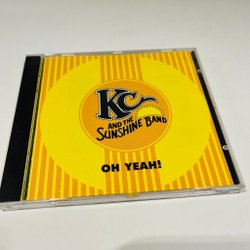 KC
AND THE
SUNSHINE BAND
OH YEAH!